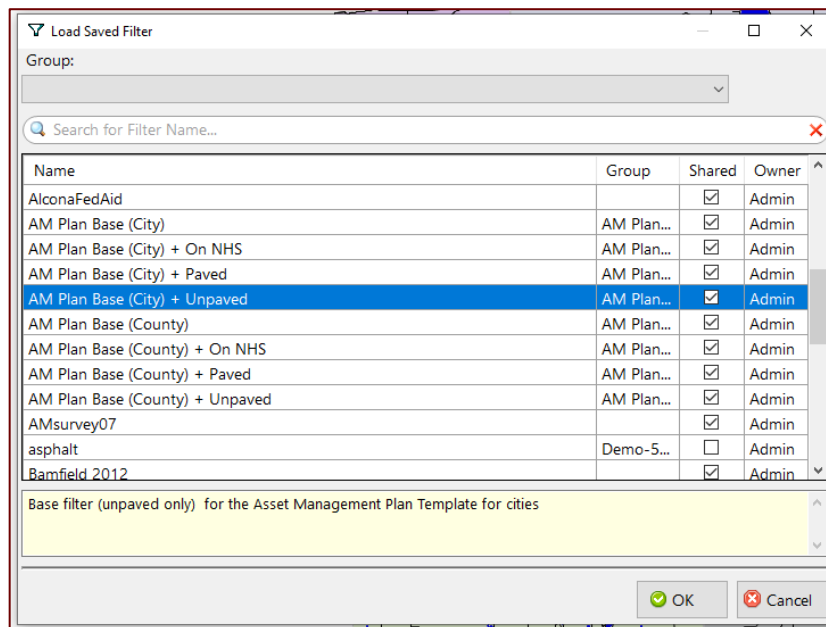 Load Saved Filter
Group:
Search for Filter Name...
Name Group Shared Owner
AlconaFedAid Admin
AM Plan Base (City) AM Plan... Admin
AM Plan Base (City) + On NHS AM Plan... Admin
AM Plan Base (City) + Paved AM Plan... Admin
AM Plan Base (City) + Unpaved AM Plan... Admin
AM Plan Base (County) AM Plan... Admin
AM Plan Base (County) + On NHS AM Plan... Admin
AM Plan Base (County) + Paved AM Plan... Admin
AM Plan Base (County) + Unpaved AM Plan... Admin
AMsurvey07 Admin
asphalt Demo-5... Admin
Bamfield 2012 Admin
Base filter (unpaved only) for the Asset Management Plan Template for cities
OK Cancel